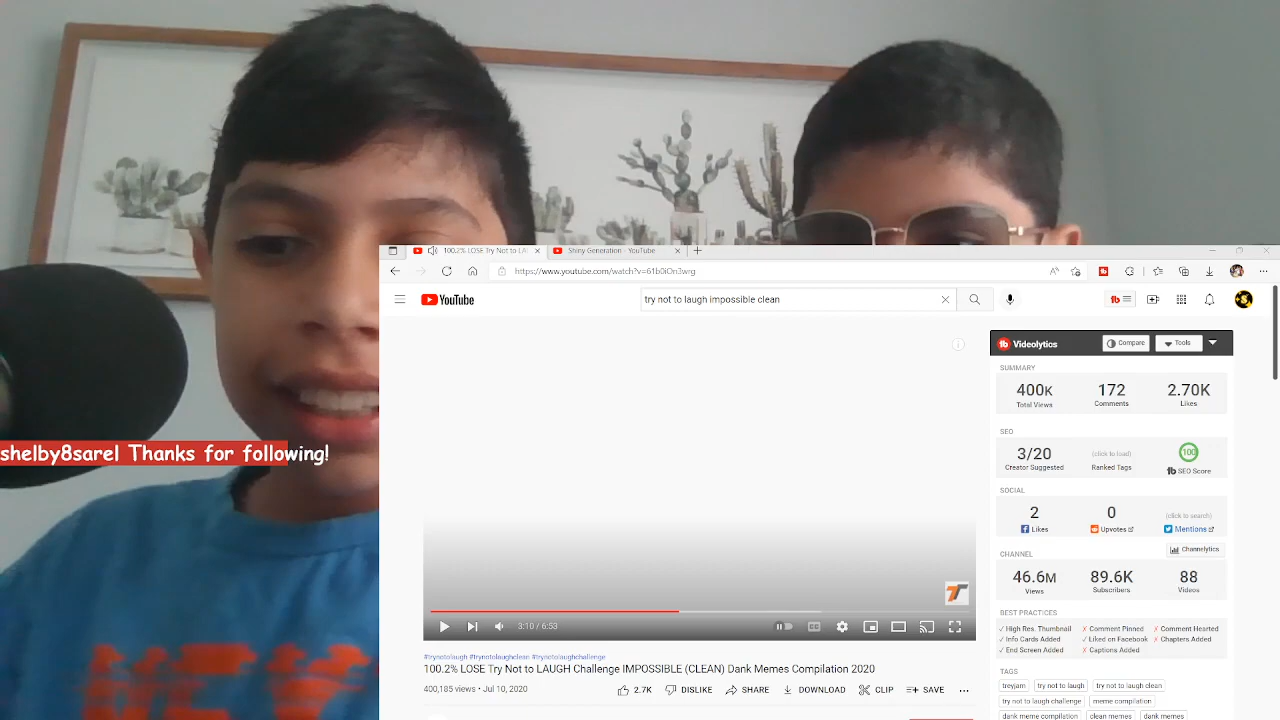 100.2% LOSE Try Not to LA
Shiny Generation - YouTube
https://www.youtube.com/watch?v=61b0iOn3wrg
YouTube
try not to laugh impossible clean
Videolytics
Compare
Tools
SUMMARY
400K
172
2.70K
Total Views
Comments
Likes
SEO
3/20
(click to load)
100
Creator Suggested
Ranked Tags
tb SEO Score
SOCIAL
2
0
(click to search)
Likes
Upvotes
Mentions
CHANNEL
Channelytics
46.6M
89.6K
88
Views
Subscribers
Videos
BEST PRACTICES
✓ High Res. Thumbnail ✗ Comment Pinned ✗ Comment Hearted
✓ Info Cards Added ✓ Liked on Facebook ✗ Chapters Added
✓ End Screen Added ✗ Captions Added
TAGS
treyjam
try not to laugh
try not to laugh clean
try not to laugh challenge
meme compilation
dank meme compilation
clean memes
dank memes
shelby8sarel Thanks for following!
3:10 / 6:53
#trynotolaugh #trynotolaughclean #trynotolaughchallenge
100.2% LOSE Try Not to LAUGH Challenge IMPOSSIBLE (CLEAN) Dank Memes Compilation 2020
400,185 views • Jul 10, 2020
2.7K
DISLIKE
SHARE
DOWNLOAD
CLIP
SAVE